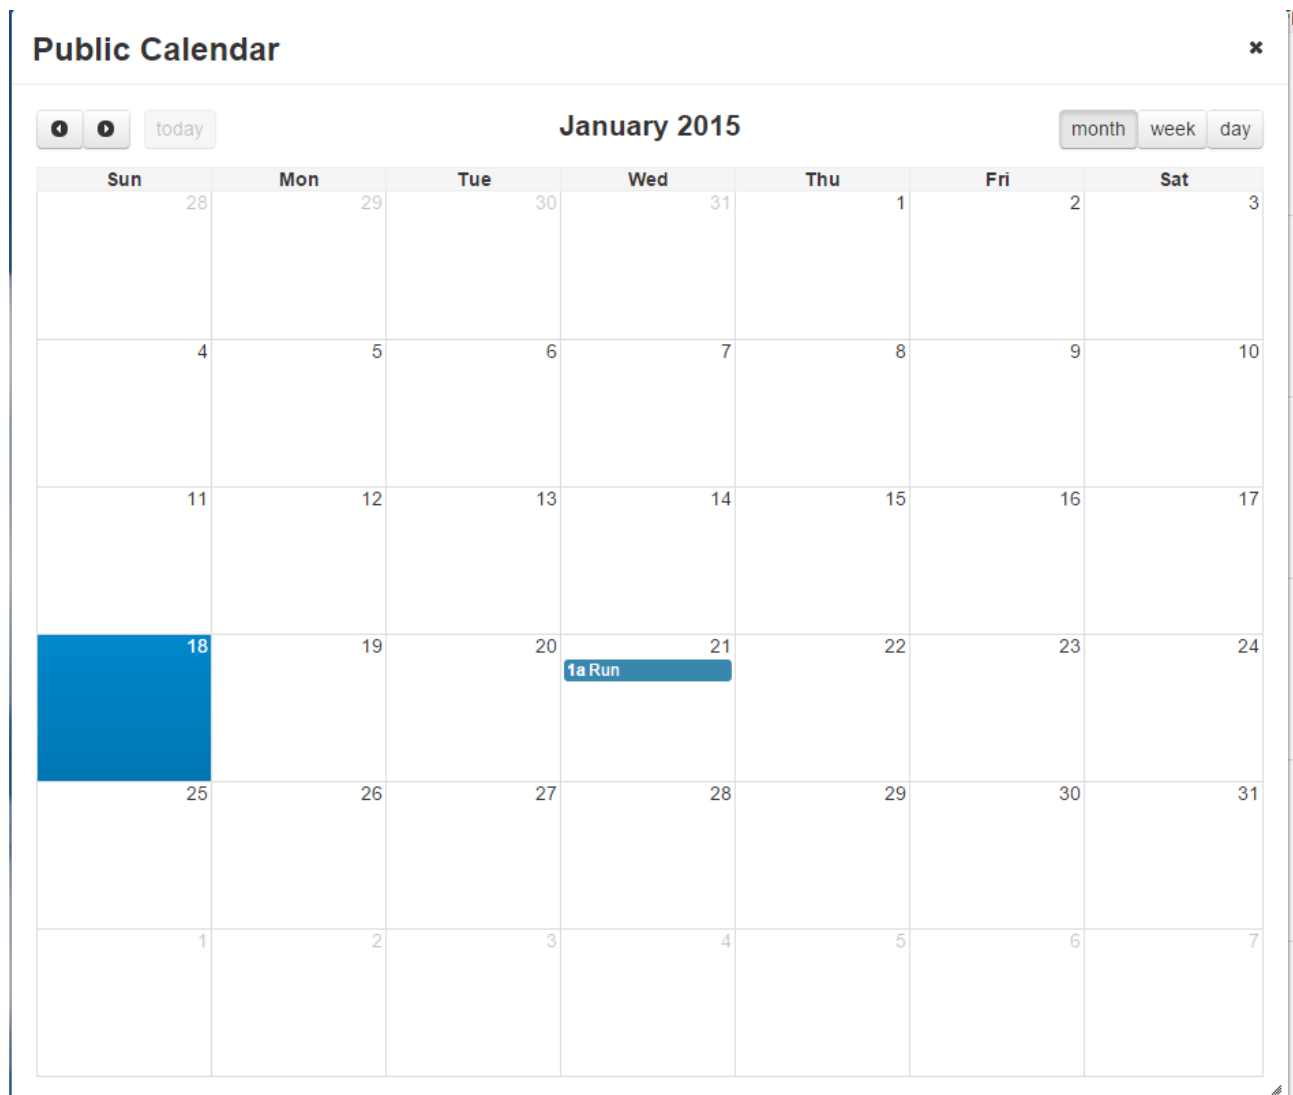 Public Calendar
today
January 2015
month week day
Sun Mon Tue Wed Thu Fri Sat
28 29 30 31 1 2 3
4 5 6 7 8 9 10
11 12 13 14 15 16 17
18 19 20 21 22 23 24
1a Run
25 26 27 28 29 30 31
1 2 3 4 5 6 7